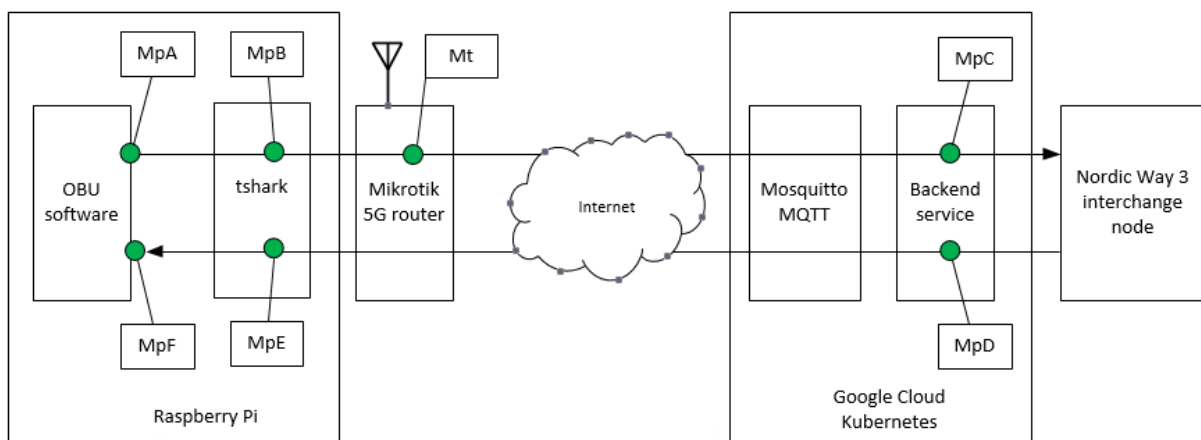 MpA
MpB
Mt
MpC
OBU
software
tshark
Mikrotik
5G router
Internet
Mosquitto
MQTT
Backend
service
Nordic Way 3
interchange
node
MpF
MpE
MpD
Raspberry Pi
Google Cloud
Kubernetes